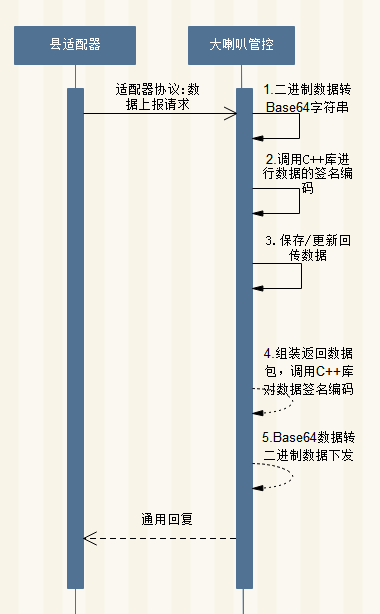 县适配器
大喇叭管控
适配器协议:数
据上报请求
1.二进制数据转
Base64字符串
2.调用C++库进
行数据的签名编
码
3. 保存/更新回
传数据
4.组装返回数据
包，调用C++库
对数据签名编码
5.Base64数据转
二进制数据下发
通用回复